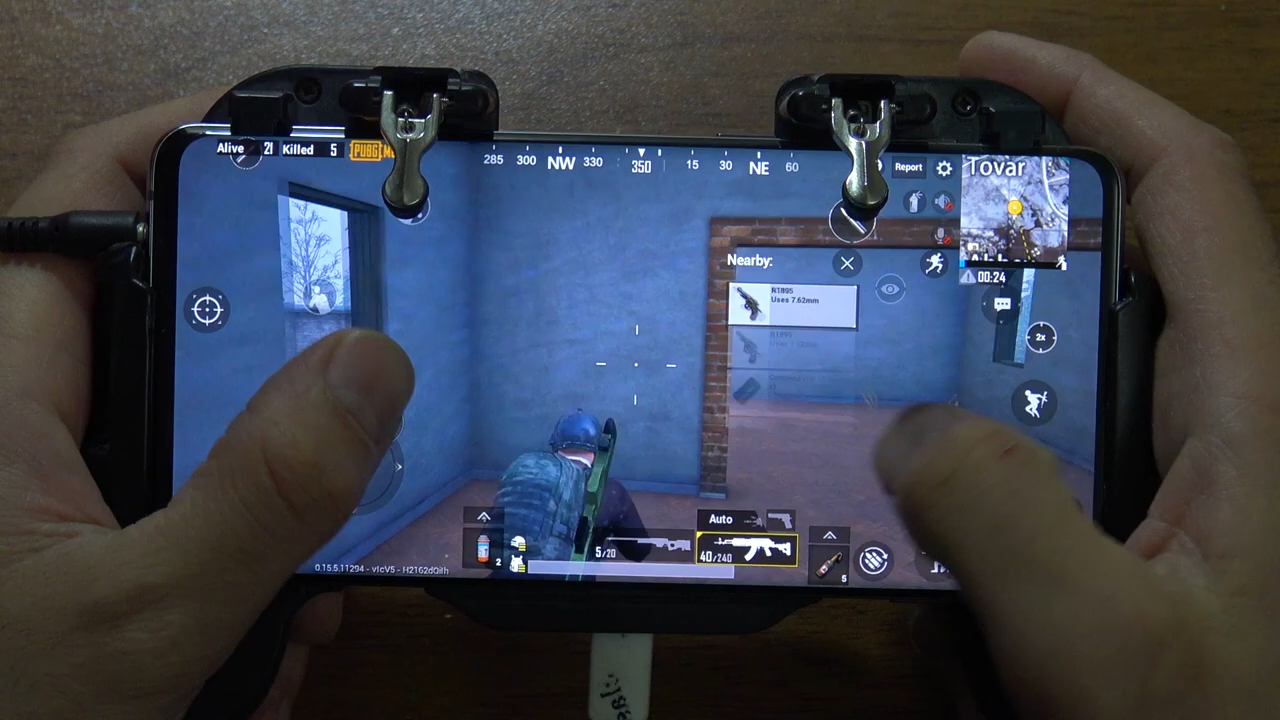 Alive 21 Killed 5 PUBG
285 300 NW 330 350 15 30 NE 60
Report
Tovar
00:24
Nearby:
R1895
Uses 7.62mm
R1895
2x
Auto
5/20
40/240
2
5
0.15.5.11294 - vlcV5 -